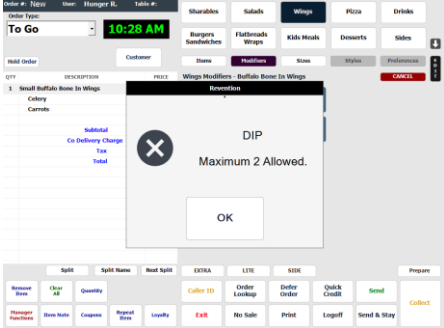 Order #: New User: Hunger R. Table #:
Order Type:
To Go
10:28 AM
Hold Order
Customer
QTY DESCRIPTION PRICE
1 Small Buffalo Bone In Wings
Celery
Carrots
Subtotal
Co Delivery Charge
Tax
Total
Sharables Salads Wings Pizza Drinks
Burgers Sandwiches Flatbreads Wraps Kids Meals Desserts Sides
Items Modifiers Sizes Styles Preferences
Wings Modifiers - Buffalo Bone In Wings
CANCEL
Revention
DIP
Maximum 2 Allowed.
OK
Split Split Name Next Split EXTRA LITE SIDE Prepare
Remove Item Clear All Quantity Caller ID Order Lookup Defer Order Quick Credit Send Collect
Manager Functions Item Note Coupons Repeat Item Loyalty Exit No Sale Print Logoff Send & Stay